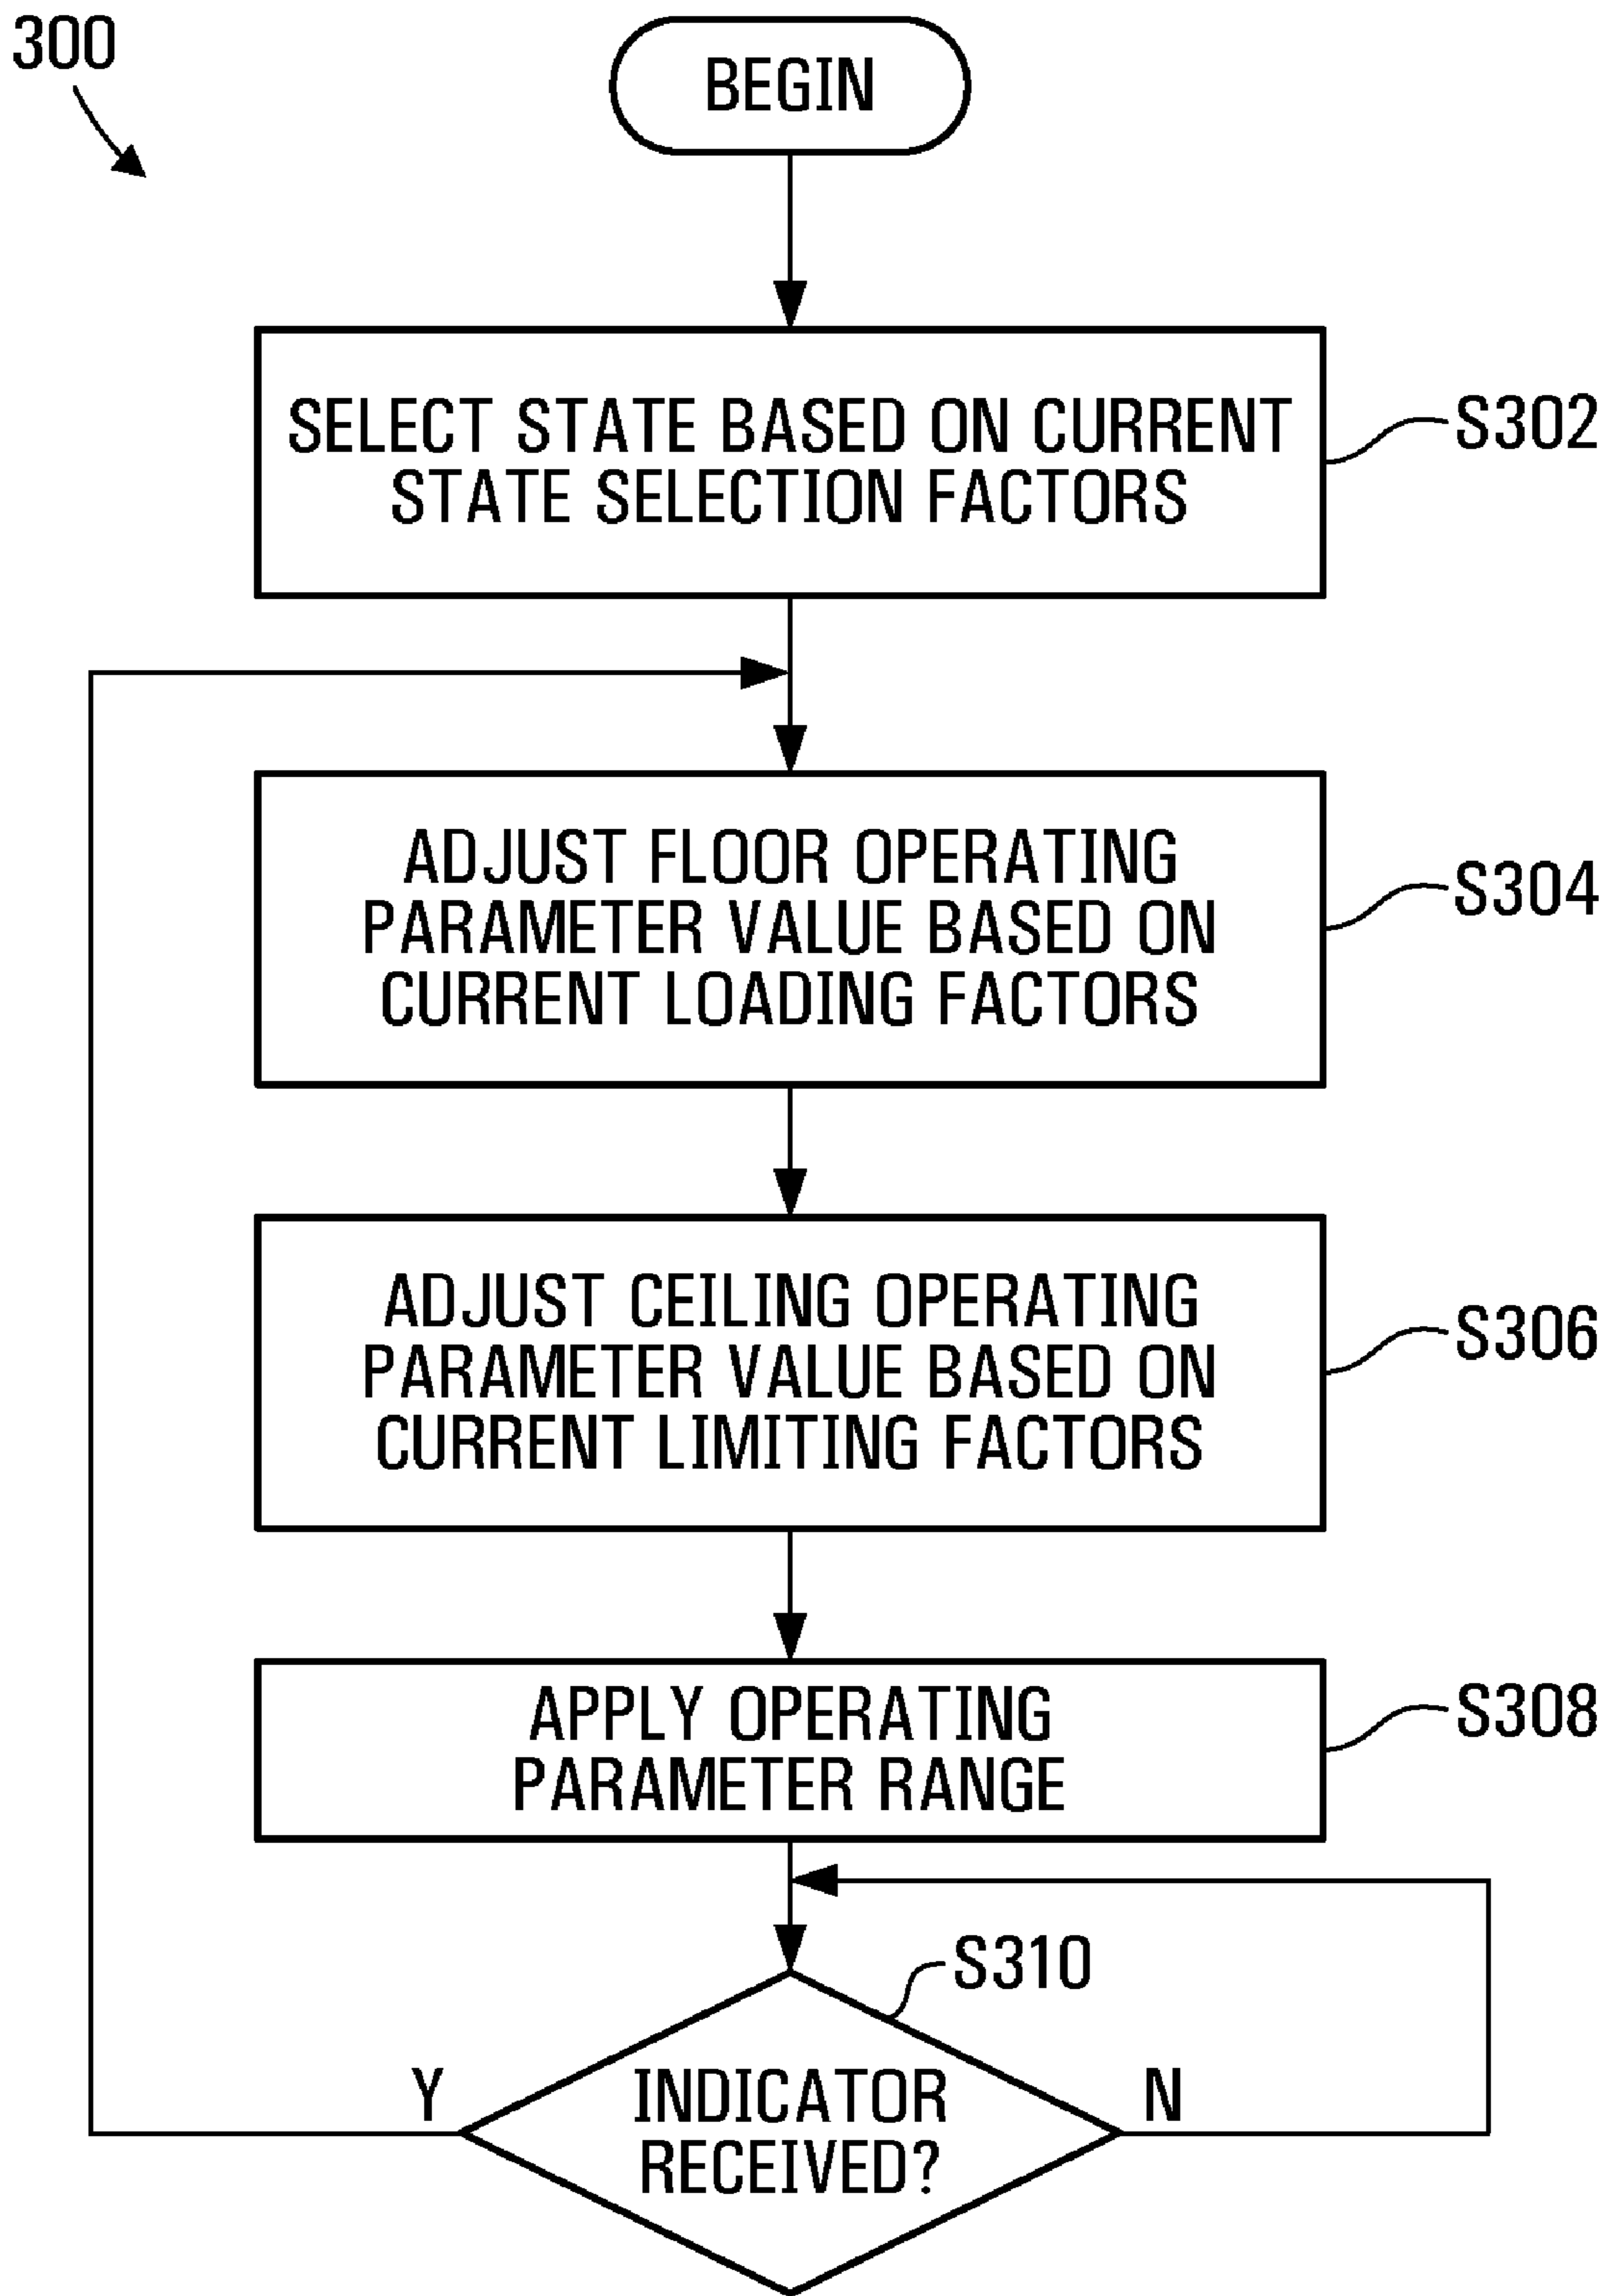 300
BEGIN
SELECT STATE BASED ON CURRENT
STATE SELECTION FACTORS
S302
ADJUST FLOOR OPERATING
PARAMETER VALUE BASED ON
CURRENT LOADING FACTORS
S304
ADJUST CEILING OPERATING
PARAMETER VALUE BASED ON
CURRENT LIMITING FACTORS
S306
APPLY OPERATING
PARAMETER RANGE
S308
S310
Y
INDICATOR
RECEIVED?
N